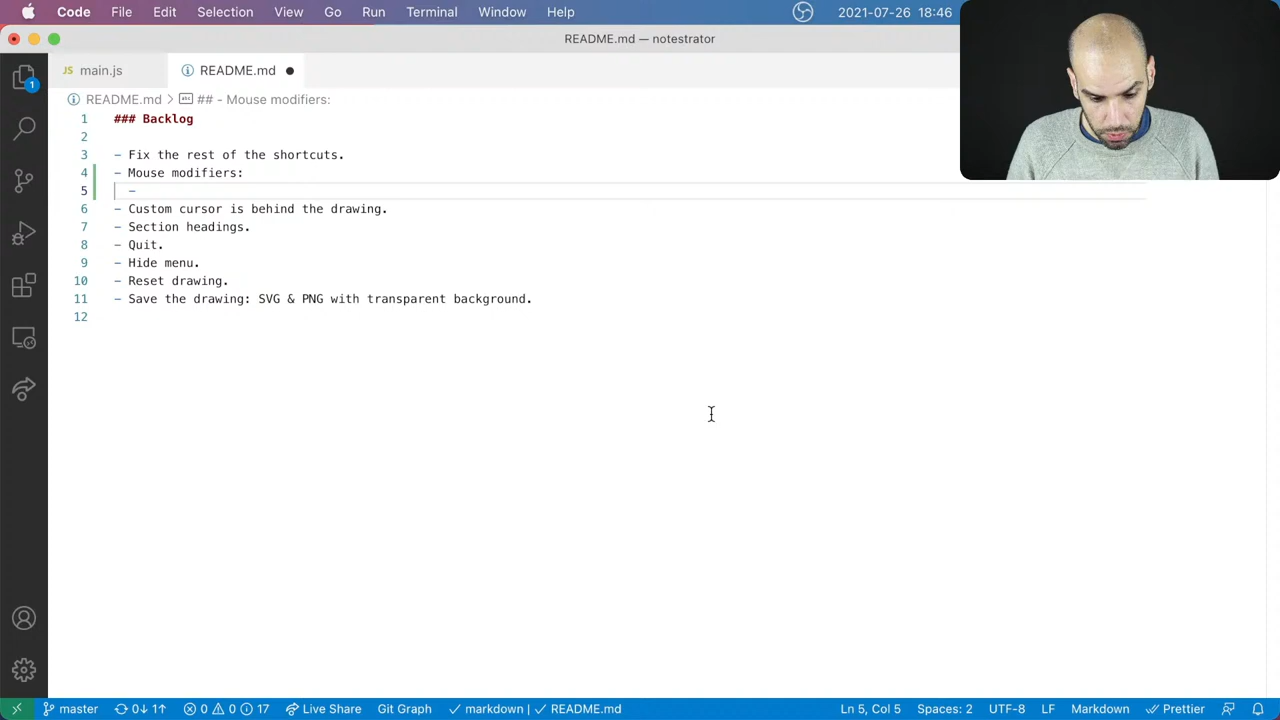 Code File Edit Selection View Go Run Terminal Window Help 2021-07-26 18:46
README.md — notestrator
JS main.js README.md
README.md > abc ## - Mouse modifiers:
1 ### Backlog
2
3 - Fix the rest of the shortcuts.
4 - Mouse modifiers:
5 -
6 - Custom cursor is behind the drawing.
7 - Section headings.
8 - Quit.
9 - Hide menu.
10 - Reset drawing.
11 - Save the drawing: SVG & PNG with transparent background.
12
1
master 0↓ 1↑ 0 0 17 Live Share Git Graph markdown | README.md Ln 5, Col 5 Spaces: 2 UTF-8 LF Markdown Prettier